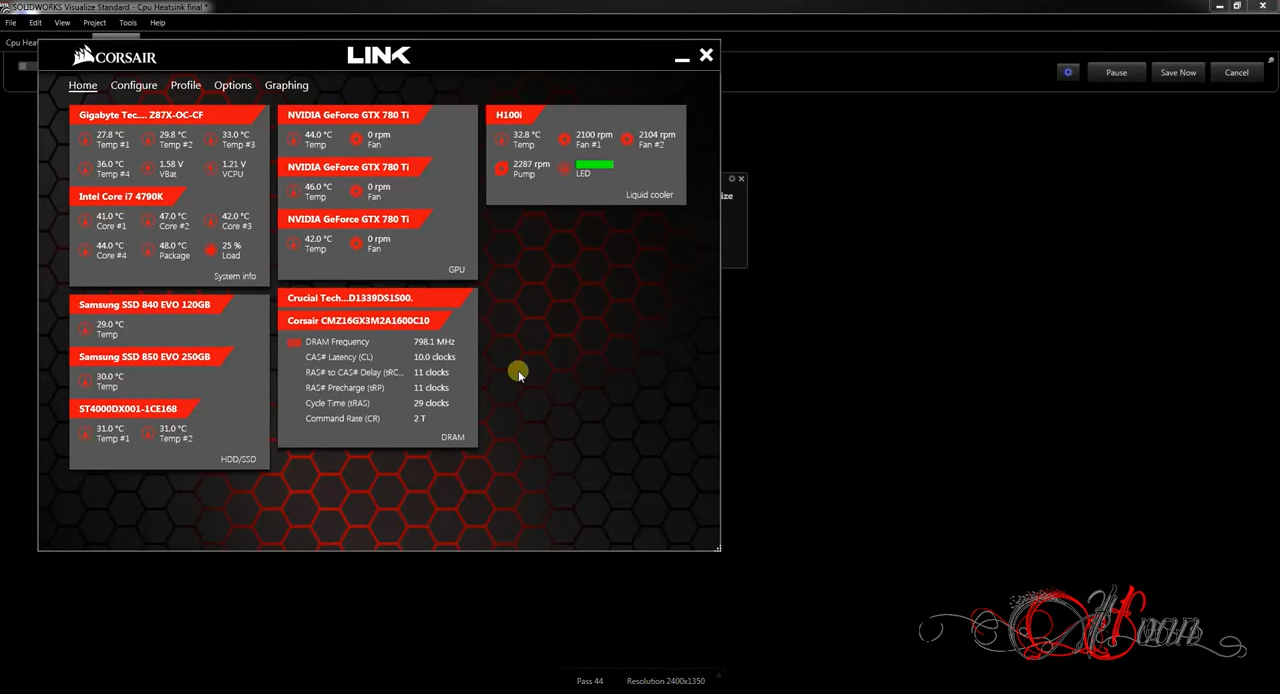 SOLIDWORKS Visualize Standard - Cpu Heatsink final *
File Edit View Project Tools Help
Cpu Hea
Pause Save Now Cancel
CORSAIR LINK
Home Configure Profile Options Graphing
Gigabyte Tec.... Z87X-OC-CF
27.8 °C 29.8 °C 33.0 °C
Temp #1 Temp #2 Temp #3
36.0 °C 1.58 V 1.21 V
Temp #4 VBat VCPU
Intel Core i7 4790K
41.0 °C 47.0 °C 42.0 °C
Core #1 Core #2 Core #3
44.0 °C 48.0 °C 25 %
Core #4 Package Load
System info
Samsung SSD 840 EVO 120GB
29.0 °C
Temp
Samsung SSD 850 EVO 250GB
30.0 °C
Temp
ST4000DX001-1CE168
31.0 °C 31.0 °C
Temp #1 Temp #2
HDD/SSD
NVIDIA GeForce GTX 780 Ti
44.0 °C 0 rpm
Temp Fan
NVIDIA GeForce GTX 780 Ti
46.0 °C 0 rpm
Temp Fan
NVIDIA GeForce GTX 780 Ti
42.0 °C 0 rpm
Temp Fan
GPU
Crucial Tech...D1339DS1S00.
Corsair CMZ16GX3M2A1600C10
DRAM Frequency 798.1 MHz
CAS# Latency (CL) 10.0 clocks
RAS# to CAS# Delay (tRC... 11 clocks
RAS# Precharge (tRP) 11 clocks
Cycle Time (tRAS) 29 clocks
Command Rate (CR) 2 T
DRAM
H100i
32.8 °C 2100 rpm 2104 rpm
Temp Fan #1 Fan #2
2287 rpm
Pump LED
Liquid cooler
ize
Pass 44 Resolution 2400x1350